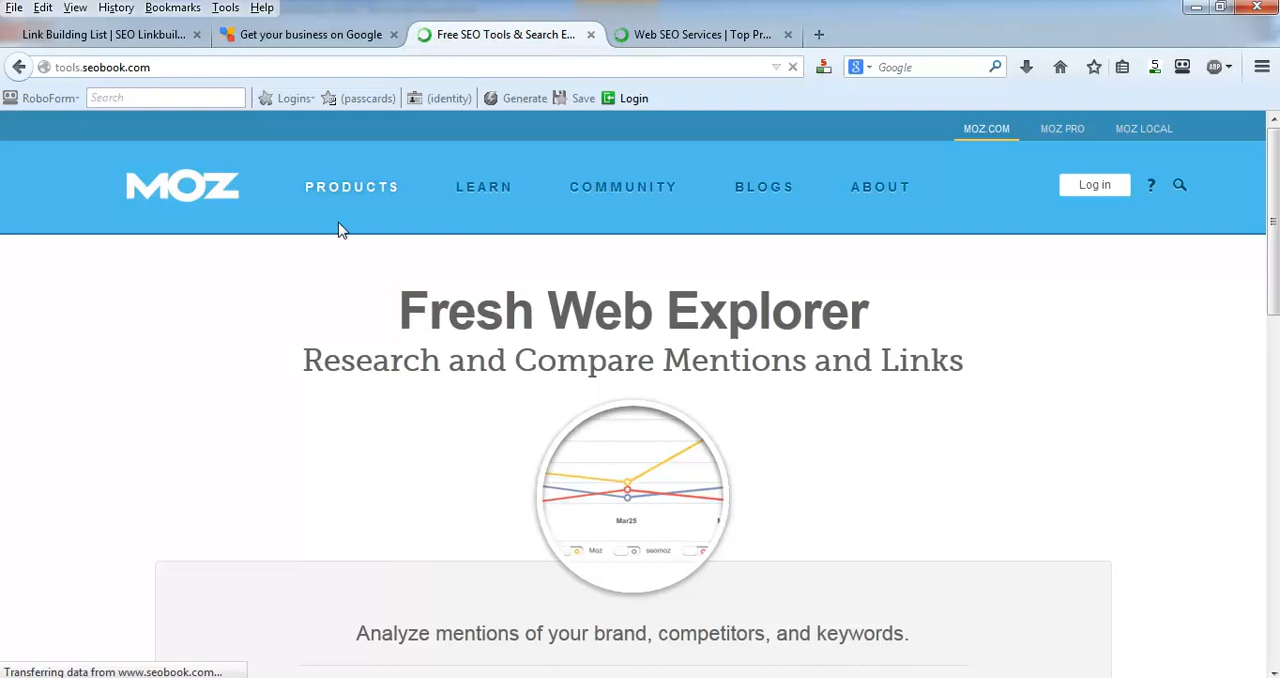 File Edit View History Bookmarks Tools Help
Link Building List | SEO Linkbuil... × Get your business on Google × Free SEO Tools & Search E... × Web SEO Services | Top Pr... × +
tools.seobook.com 5 8 Google 5 ABP
RoboForm Search Logins (passcards) (identity) Generate Save Login
MOZ.COM MOZ PRO MOZ LOCAL
MOZ PRODUCTS LEARN COMMUNITY BLOGS ABOUT Log in ?
Fresh Web Explorer
Research and Compare Mentions and Links
Mar25
Moz seomoz
Analyze mentions of your brand, competitors, and keywords.
Transferring data from www.seobook.com...